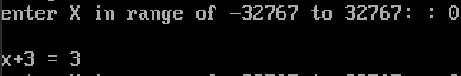 enter X in range of -32767 to 32767: : 0
x+3 = 3